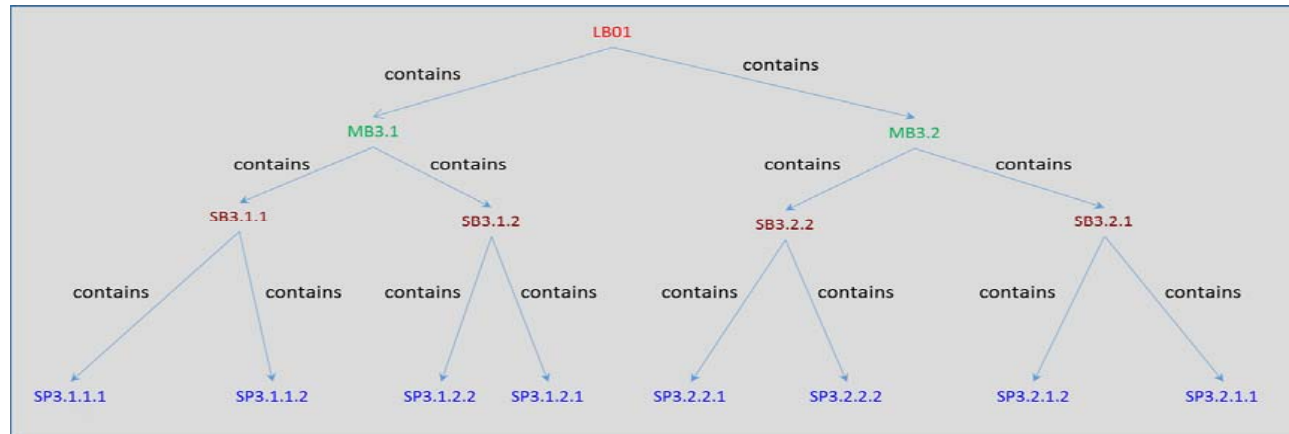 LB01
contains contains
MB3.1 MB3.2
contains contains contains contains
SB3.1.1 SB3.1.2 SB3.2.2 SB3.2.1
contains contains contains contains contains contains contains contains
SP3.1.1.1 SP3.1.1.2 SP3.1.2.2 SP3.1.2.1 SP3.2.2.1 SP3.2.2.2 SP3.2.1.2 SP3.2.1.1